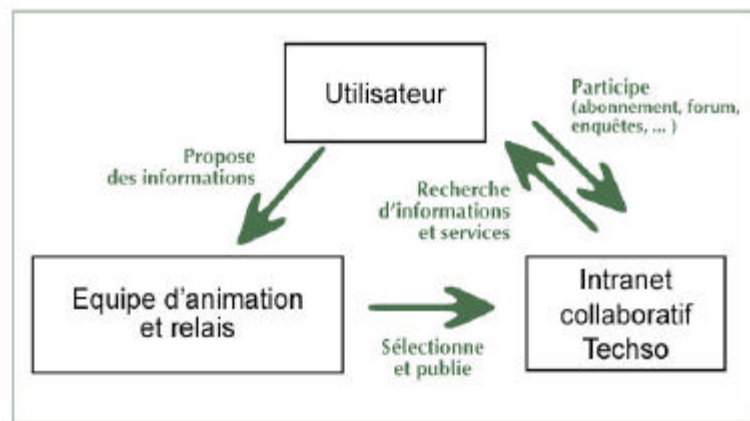 Utilisateur
Participe
(abonnement, forum,
enquêtes, ... )
Propose
des informations
Recherche
d'informations
et services
Equipe d'animation
et relais
Sélectionne
et publie
Intranet
collaboratif
Techso